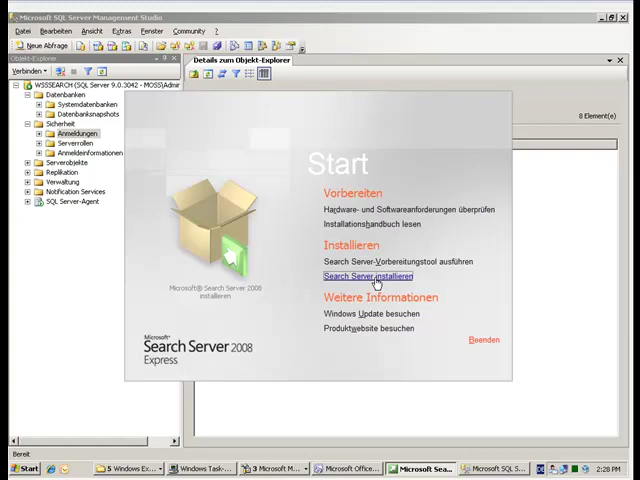 Microsoft SQL Server Management Studio
Datei Bearbeiten Ansicht Extras Fenster Community ?
Neue Abfrage
Objekt-Explorer
Details zum Objekt-Explorer
Verbinden
WSSSEARCH (SQL Server 9.0.3042 - MOSS\Admir
Datenbanken
Systemdatenbanken
Datenbanksnapshots
8 Element(e)
Sicherheit
Anmeldungen
Serverrollen
Anmeldeinformationen
Serverobjekte
Replikation
Verwaltung
Notification Services
SQL Server-Agent
Start
Vorbereiten
Hardware- und Softwareanforderungen überprüfen
Installationshandbuch lesen
Installieren
Search Server-Vorbereitungstool ausführen
Search Server installieren
Weitere Informationen
Windows Update besuchen
Produktwebsite besuchen
Beenden
Microsoft® Search Server 2008
installieren
Microsoft®
Search Server 2008
Express
Bereit
Start 5 Windows Ex... Windows Task-... 3 Microsoft M... Microsoft Office... Microsoft Sea... Microsoft SQL S... 2:28 PM